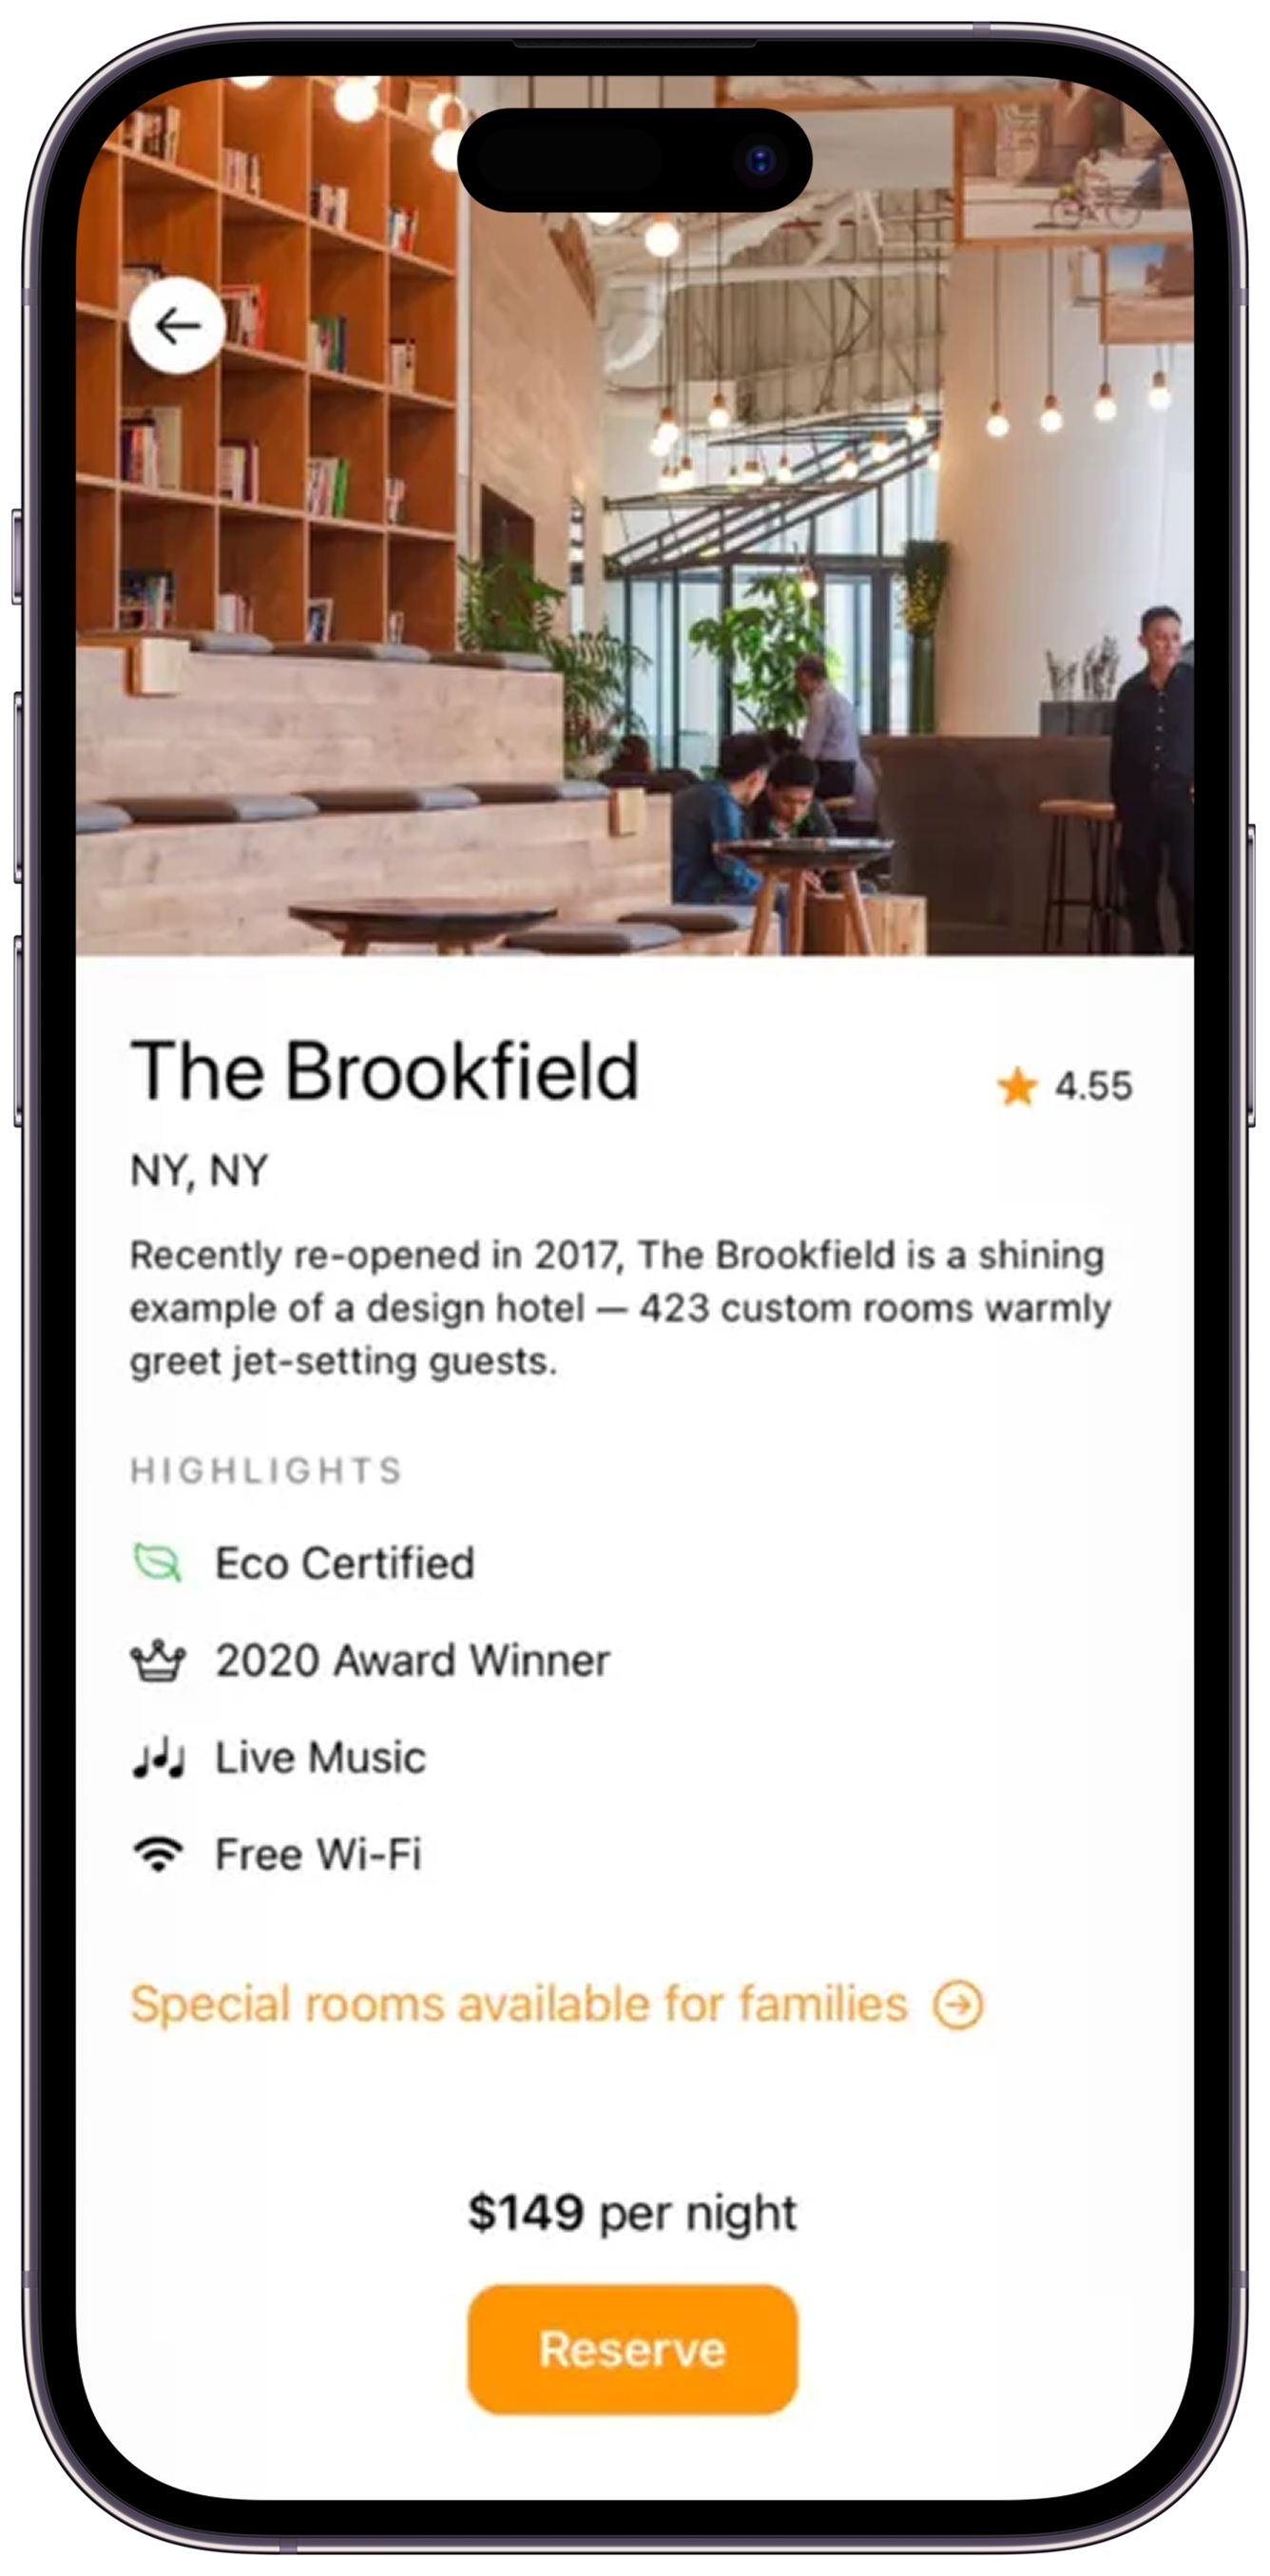 The Brookfield
4.55
NY, NY
Recently re-opened in 2017, The Brookfield is a shining
example of a design hotel — 423 custom rooms warmly
greet jet-setting guests.
HIGHLIGHTS
Eco Certified
2020 Award Winner
Live Music
Free Wi-Fi
Special rooms available for families
$149 per night
Reserve